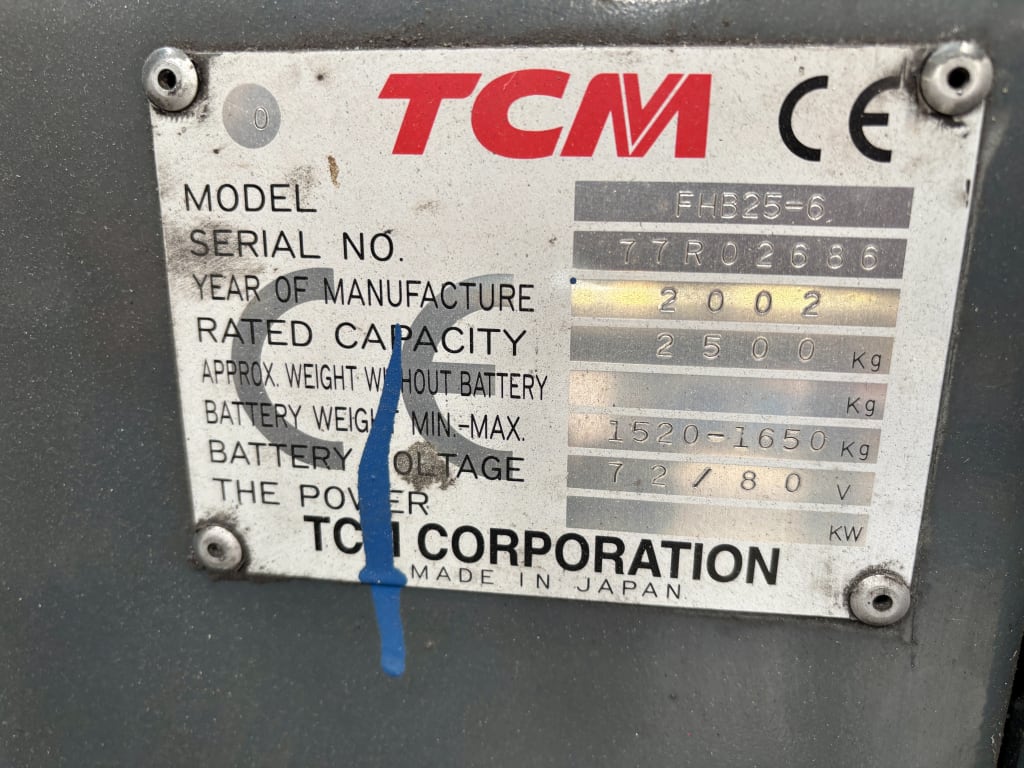 0
TCM CE
MODEL FHB25-6
SERIAL NO. 77R02686
YEAR OF MANUFACTURE 2002
RATED CAPACITY 2500 Kg
APPROX. WEIGHT WITHOUT BATTERY Kg
BATTERY WEIGHT MIN.-MAX. 1520-1650 Kg
BATTERY VOLTAGE 72/80 V
THE POWER KW
CE
TCM CORPORATION
MADE IN JAPAN